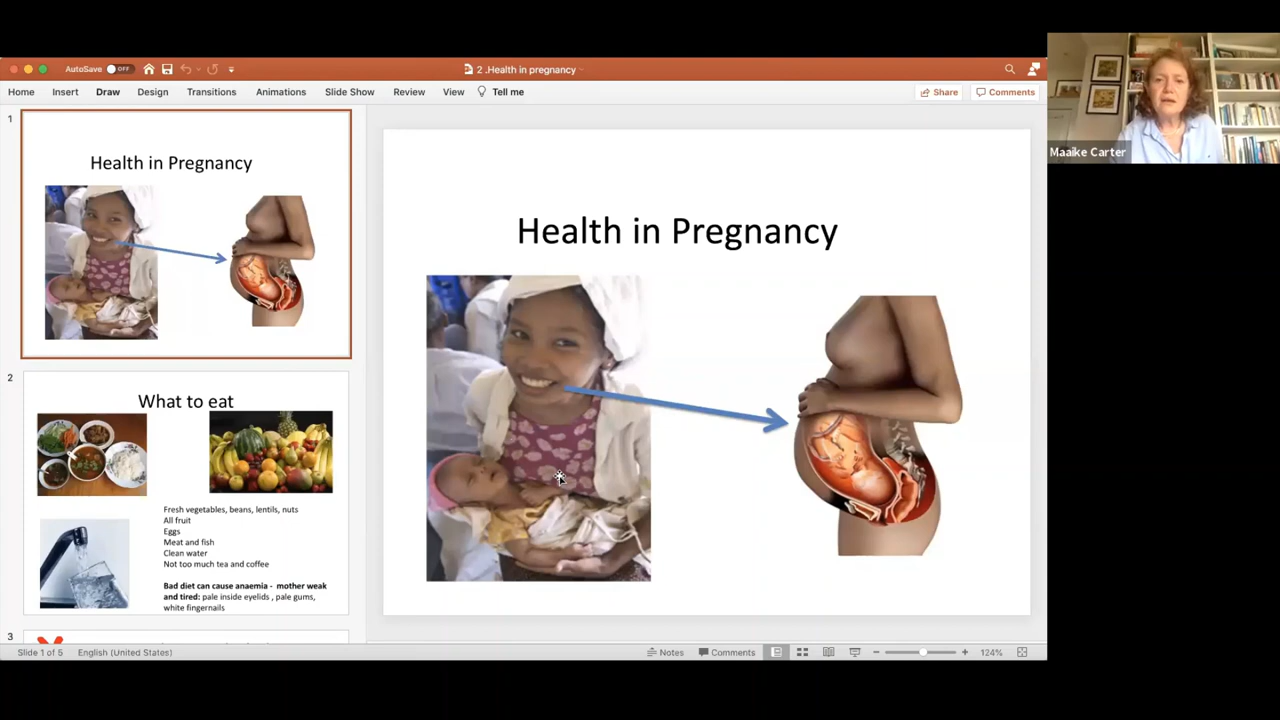 AutoSave OFF
2 .Health in pregnancy
Home Insert Draw Design Transitions Animations Slide Show Review View Tell me
Share Comments
Maaike Carter
1
Health in Pregnancy
2
What to eat
Fresh vegetables, beans, lentils, nuts
All fruit
Eggs
Meat and fish
Clean water
Not too much tea and coffee
Bad diet can cause anaemia - mother weak
and tired: pale inside eyelids , pale gums,
white fingernails
3
Health in Pregnancy
Slide 1 of 5 English (United States)
Notes Comments 124%